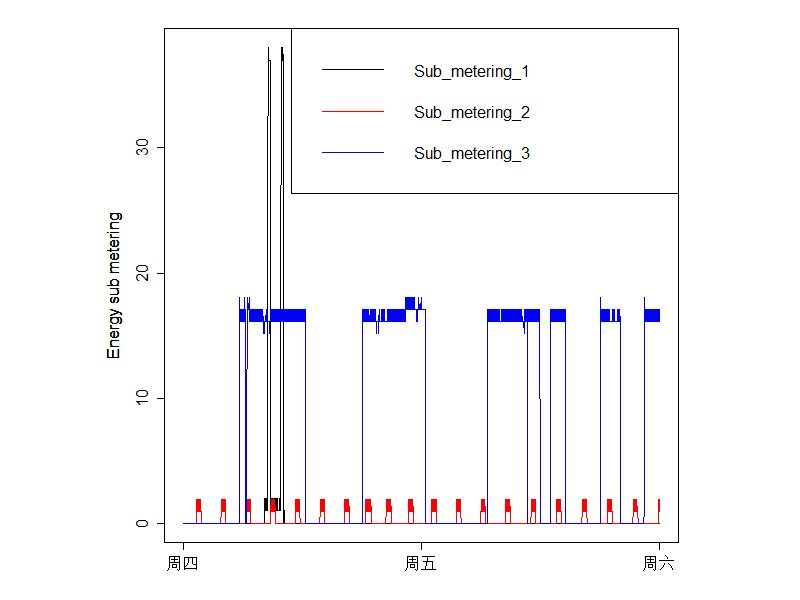 Sub_metering_1
Sub_metering_2
Sub_metering_3
Energy sub metering
30
20
10
0
周四 周五 周六